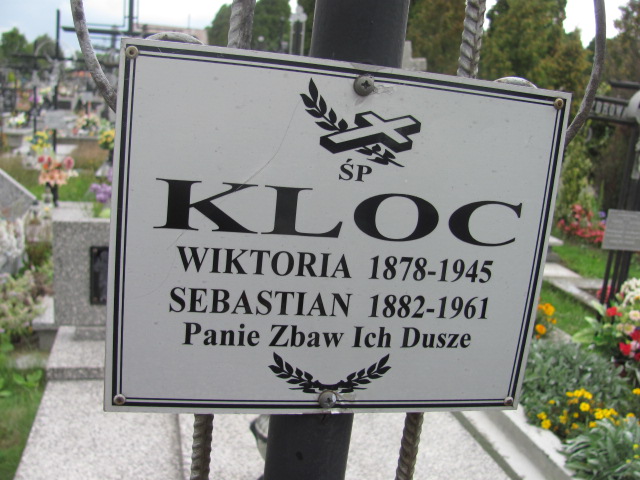 ŚP
KLOC
WIKTORIA 1878-1945
SEBASTIAN 1882-1961
Panie Zbaw Ich Dusze